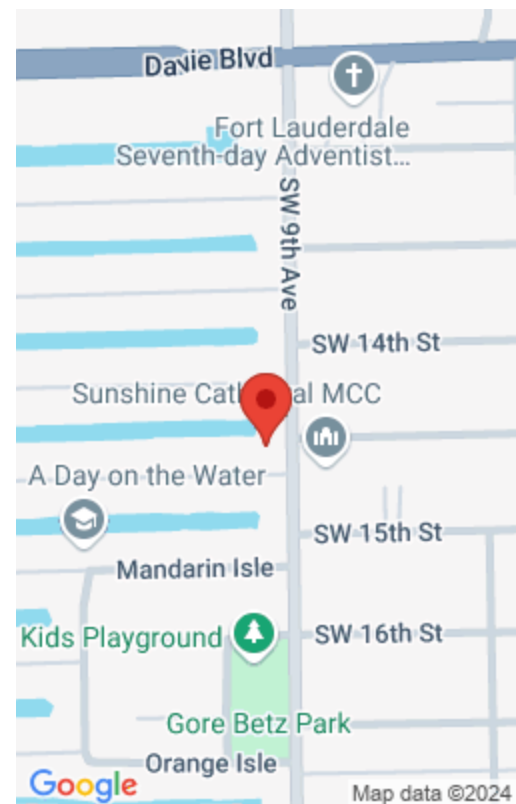 Davie Blvd
Fort Lauderdale
Seventh-day Adventist...
SW 9th Ave
SW 14th St
Sunshine Cat al MCC
A Day on the Water
SW 15th St
Mandarin Isle
Kids Playground
SW 16th St
Gore Betz Park
Orange Isle
Google
Map data ©2024